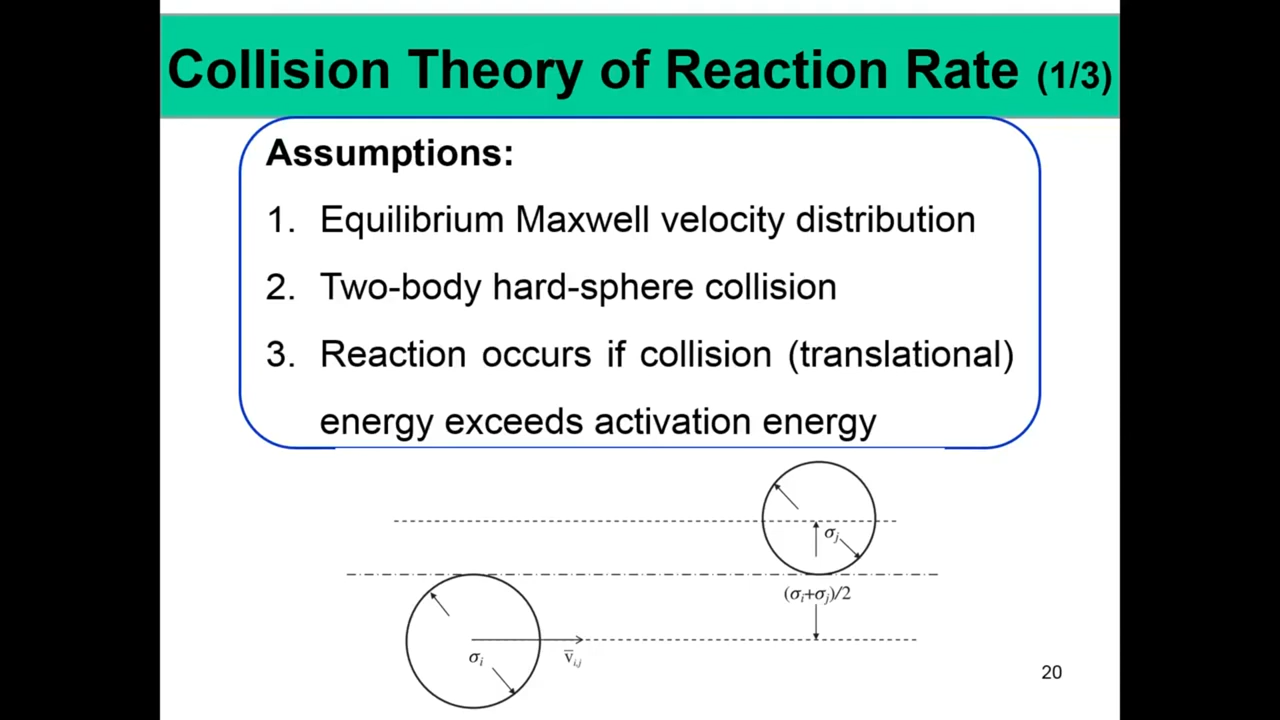 Collision Theory of Reaction Rate (1/3)
Assumptions:
1. Equilibrium Maxwell velocity distribution
2. Two-body hard-sphere collision
3. Reaction occurs if collision (translational)
energy exceeds activation energy
σj
(σi+σj)/2
σi
v̅i,j
20